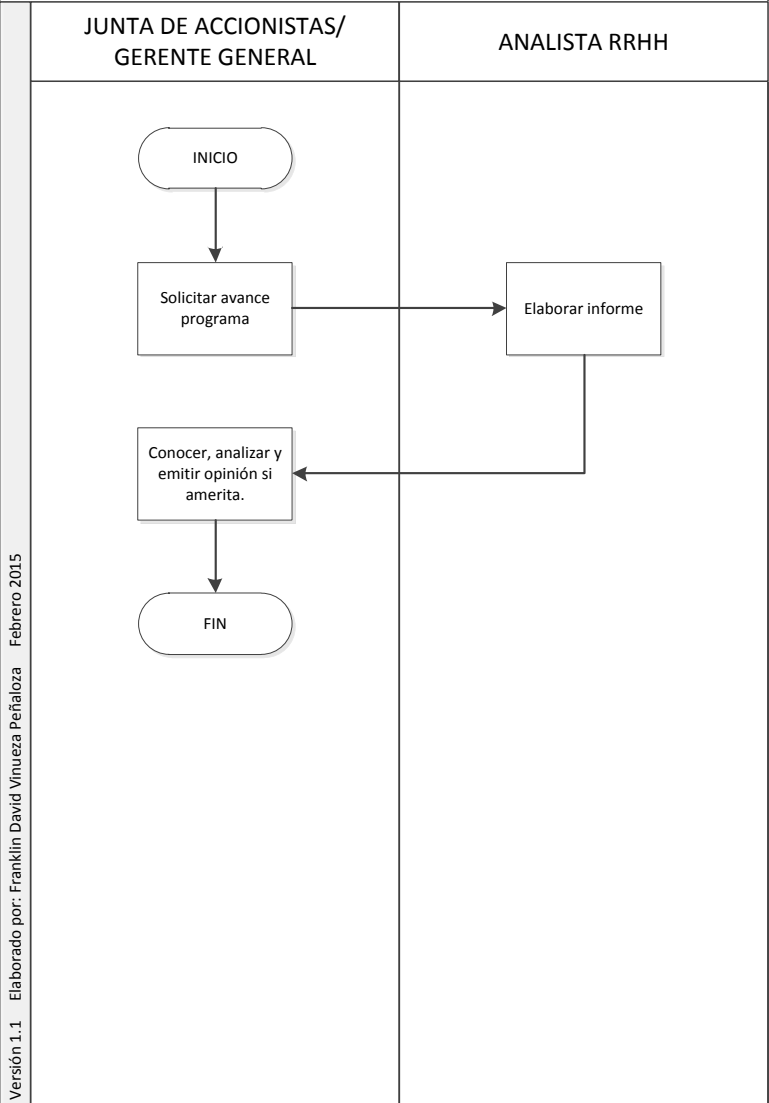 JUNTA DE ACCIONISTAS/
GERENTE GENERAL
ANALISTA RRHH
INICIO
Solicitar avance
programa
Elaborar informe
Conocer, analizar y
emitir opinión si
amerita.
FIN
Versión 1.1 Elaborado por: Franklin David Vinueza Peñaloza Febrero 2015